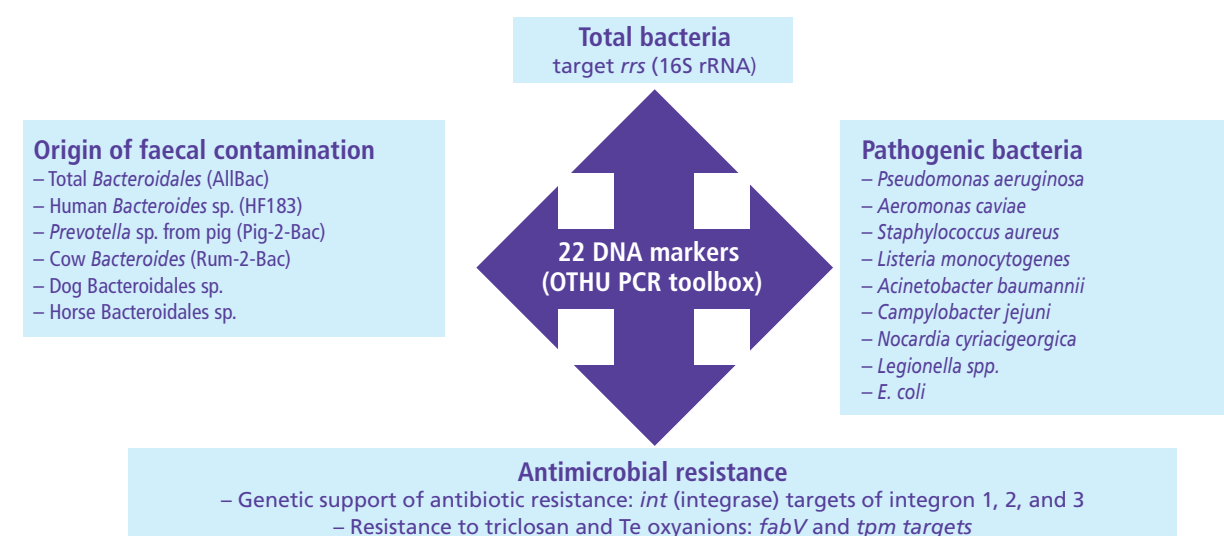 Total bacteria
target rrs (16S rRNA)
Origin of faecal contamination
– Total Bacteroidales (AllBac)
– Human Bacteroides sp. (HF183)
– Prevotella sp. from pig (Pig-2-Bac)
– Cow Bacteroides (Rum-2-Bac)
– Dog Bacteroidales sp.
– Horse Bacteroidales sp.
22 DNA markers
(OTHU PCR toolbox)
Pathogenic bacteria
– Pseudomonas aeruginosa
– Aeromonas caviae
– Staphylococcus aureus
– Listeria monocytogenes
– Acinetobacter baumannii
– Campylobacter jejuni
– Nocardia cyriacigeorgica
– Legionella spp.
– E. coli
Antimicrobial resistance
– Genetic support of antibiotic resistance: int (integrase) targets of integron 1, 2, and 3
– Resistance to triclosan and Te oxyanions: fabV and tpm targets